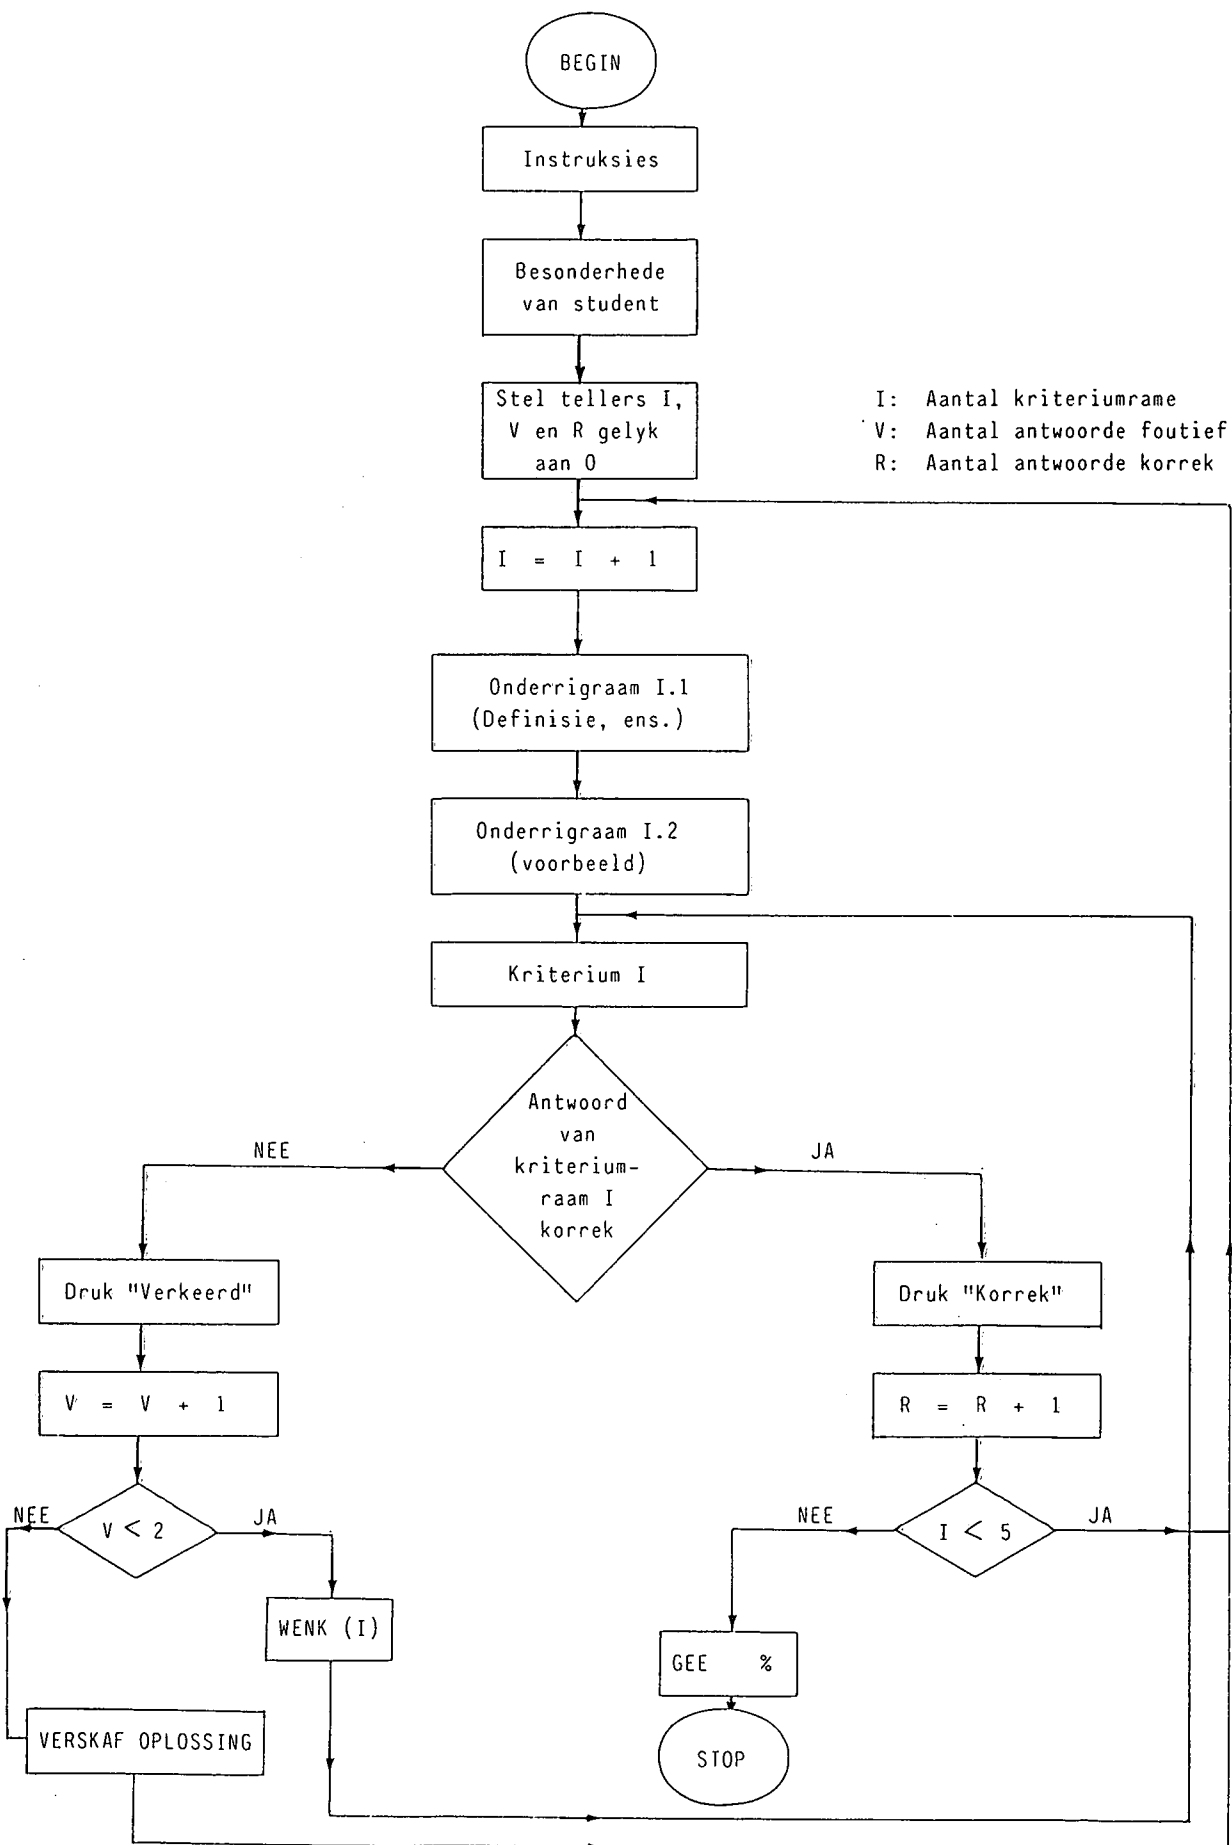 BEGIN
Instruksies
Besonderhede
van student
Stel tellers I,
V en R gelyk
aan 0
I: Aantal kriteriumrame
V: Aantal antwoorde foutief
R: Aantal antwoorde korrek
I = I + 1
Onderrigraam I.1
(Definisie, ens.)
Onderrigraam I.2
(voorbeeld)
Kriterium I
Antwoord
van
kriterium-
raam I
korrek
NEE
JA
Druk "Verkeerd"
Druk "Korrek"
V = V + 1
R = R + 1
NEE
V < 2
JA
NEE
I < 5
JA
WENK (I)
GEE %
VERSKAF OPLOSSING
STOP